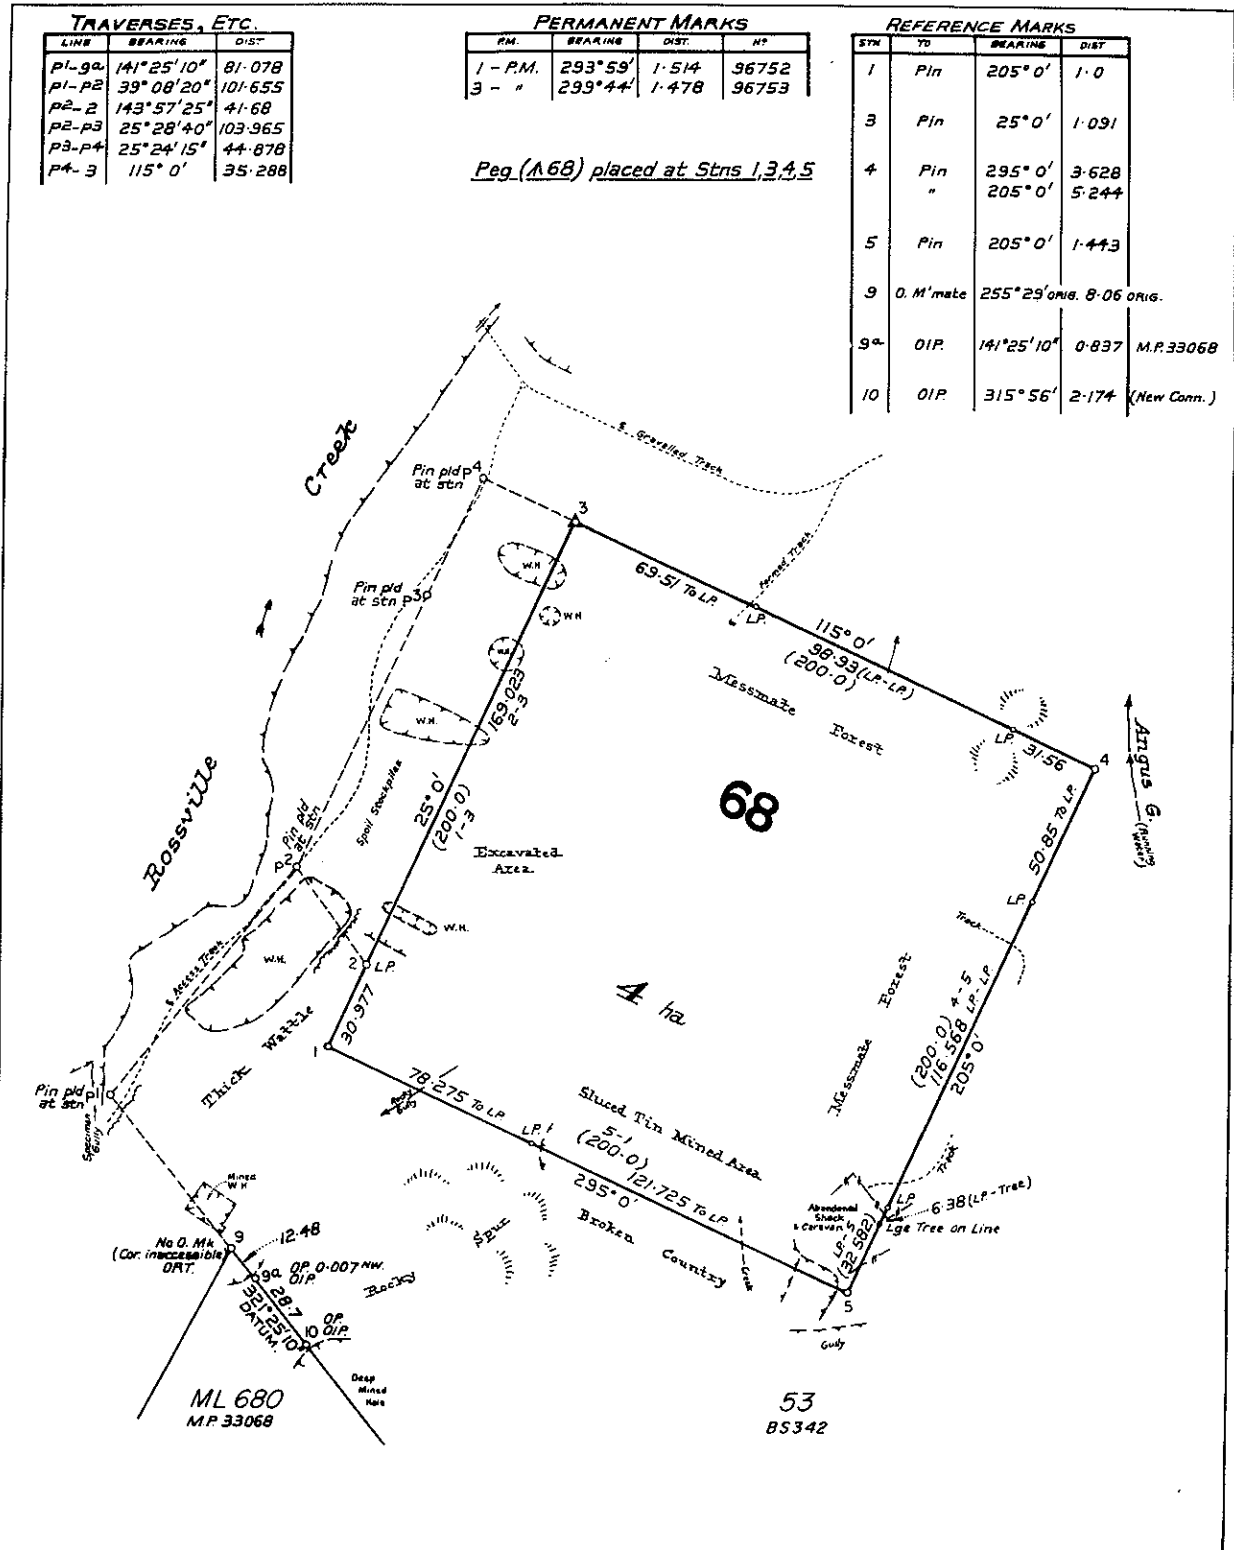 TRAVERSES, ETC.
LINE BEARING DIST
P1-9a 141°25'10" 81·078
P1-P2 39°08'20" 101·655
P2-2 143°57'25" 41·68
P2-P3 25°28'40" 103·965
P3-P4 25°24'15" 44·878
P4-3 115°0' 35·288
PERMANENT MARKS
P.M. BEARING DIST. Nº
1 - P.M. 293°59' 1·514 96752
3 - " 299°44' 1·478 96753
Peg (Λ68) placed at Stns 1,3,4,5
REFERENCE MARKS
STN TO BEARING DIST
1 Pin 205°0' 1·0
3 Pin 25°0' 1·091
4 Pin 295°0' 3·628
" 205°0' 5·244
5 Pin 205°0' 1·443
9 O. M'mate 255°29' ORIG. 8·06 ORIG.
9a OIP. 141°25'10" 0·837 M.P. 33068
10 OIP. 315°56' 2·174 (New Conn.)
Rossville Creek
S. Gravelled Track
Pin pld P4
at stn
3
Formed Track
W.H.
69·51 To L.P.
L.P.
Pin pld
at stn P3
W.H
W.H.
115°0'
98·93 (L.P.-L.P.)
(200·0)
Messmate Forest
169·023
2-3
W.H.
L.P.
31·56
4
Angus G.
(Running
Water)
68
Spoil Stockpiles
25°0'
(200·0)
1-3
50·85 To L.P.
Pin pld
at stn
P2
Excavated
Area
L.P.
Track
W.H.
W.H.
S. Access Track
2
L.P.
4 ha
Messmate Forest
(200·0) 4-5
116·568 L.P.-L.P.
205°0'
30·977
Thick Wattle
1
Pin pld P1
at stn
Specimen
Gully
78·275 To L.P.
Gully
L.P.
Sluced Tin Mined Area
5-1
(200·0)
121·725 To L.P.
295°0'
Broken Country
Track
L.P.
6·38 (L.P.-Tree)
Lge Tree on Line
Abandoned
Shack
& Caravan
L.P.-5
(32·582)
Creek
5
Gully
Mined
W.H
No O. Mk
(Cor. inaccessible)
ORT.
9
12·48
9a
OP. 0·007 NW.
OIP.
28·7
321°25'10"
DATUM.
10
OP.
OIP.
Rocky Spur
Deep
Mined
Hole
ML 680
M.P. 33068
53
BS342